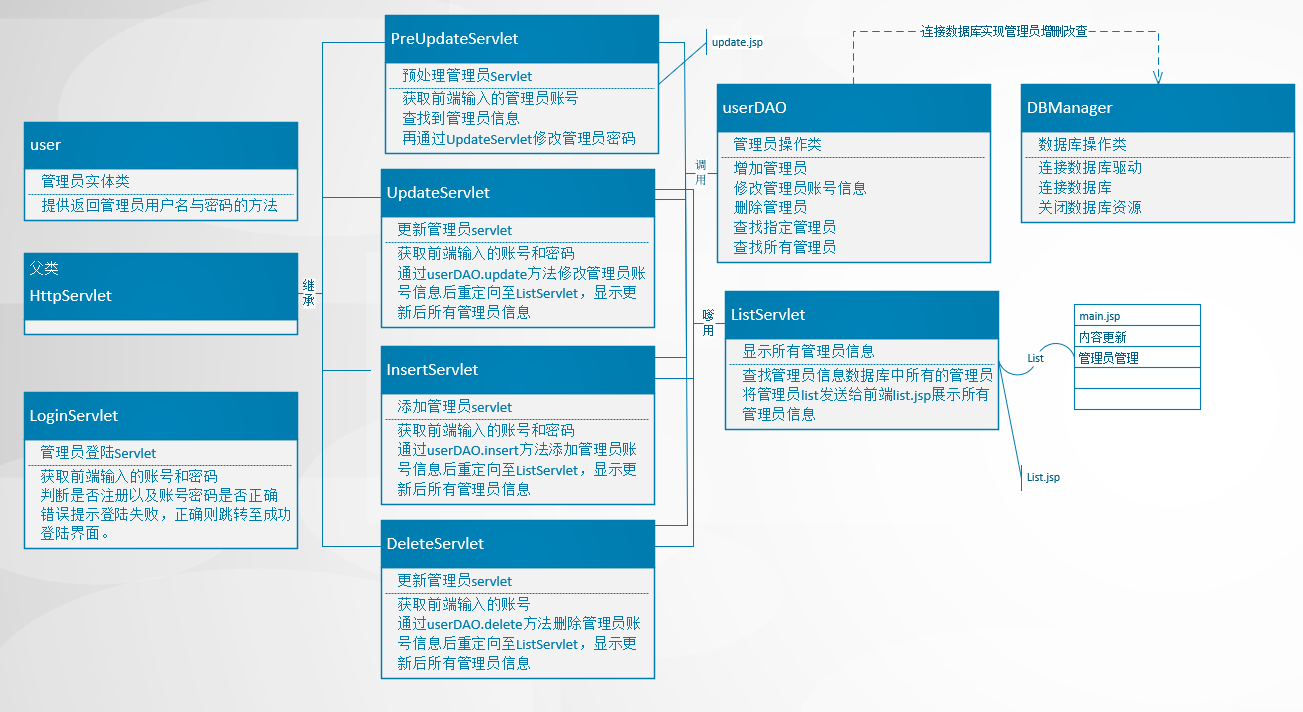 user
管理员实体类
提供返回管理员用户名与密码的方法
父类
HttpServlet
继承
LoginServlet
管理员登陆Servlet
获取前端输入的账号和密码
判断是否注册以及账号密码是否正确
错误提示登陆失败，正确则跳转至成功
登陆界面。
PreUpdateServlet
预处理管理员Servlet
获取前端输入的管理员账号
查找到管理员信息
再通过UpdateServlet修改管理员密码
update.jsp
UpdateServlet
更新管理员servlet
获取前端输入的账号和密码
通过userDAO.update方法修改管理员账
号信息后重定向至ListServlet，显示更
新后所有管理员信息
InsertServlet
添加管理员servlet
获取前端输入的账号和密码
通过userDAO.insert方法添加管理员账
号信息后重定向至ListServlet，显示更
新后所有管理员信息
DeleteServlet
更新管理员servlet
获取前端输入的账号
通过userDAO.delete方法删除管理员账
号信息后重定向至ListServlet，显示更
新后所有管理员信息
调用
连接数据库实现管理员增删改查
userDAO
管理员操作类
增加管理员
修改管理员账号信息
删除管理员
查找指定管理员
查找所有管理员
DBManager
数据库操作类
连接数据库驱动
连接数据库
关闭数据库资源
用
ListServlet
显示所有管理员信息
查找管理员信息数据库中所有的管理员
将管理员list发送给前端list.jsp展示所有
管理员信息
List
main.jsp
内容更新
管理员管理
List.jsp